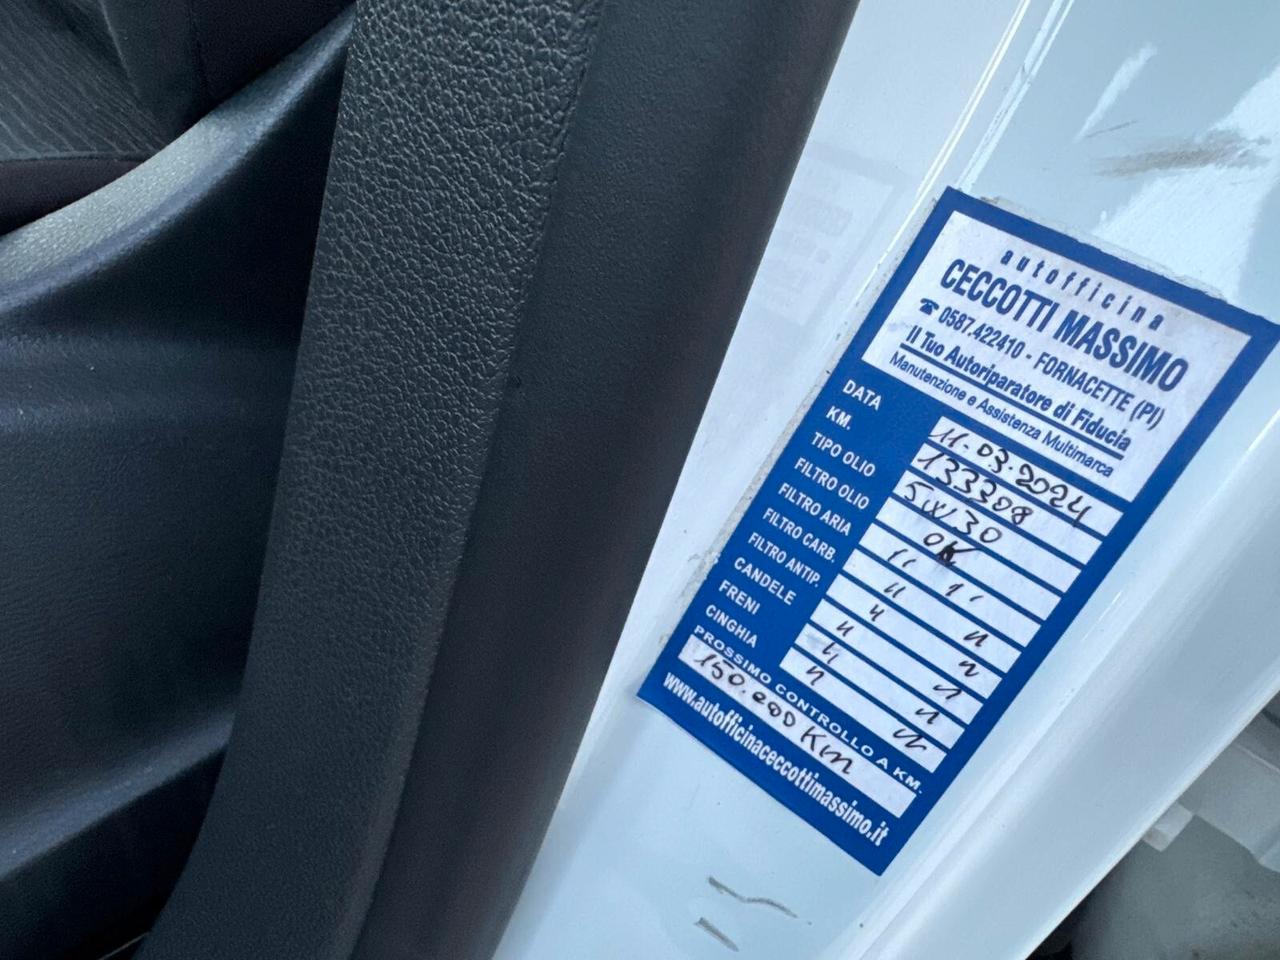 autofficina
CECCOTTI MASSIMO
☎ 0587.422410 - FORNACETTE (PI)
Il Tuo Autoriparatore di Fiducia
Manutenzione e Assistenza Multimarca
DATA 11.03.2024
KM. 133308
TIPO OLIO 5W30
FILTRO OLIO OK
FILTRO ARIA " "
FILTRO CARB. " "
FILTRO ANTIP. " "
CANDELE " "
FRENI " "
CINGHIA " "
PROSSIMO CONTROLLO A KM.
150.000 Km
www.autofficinaceccottimassimo.it